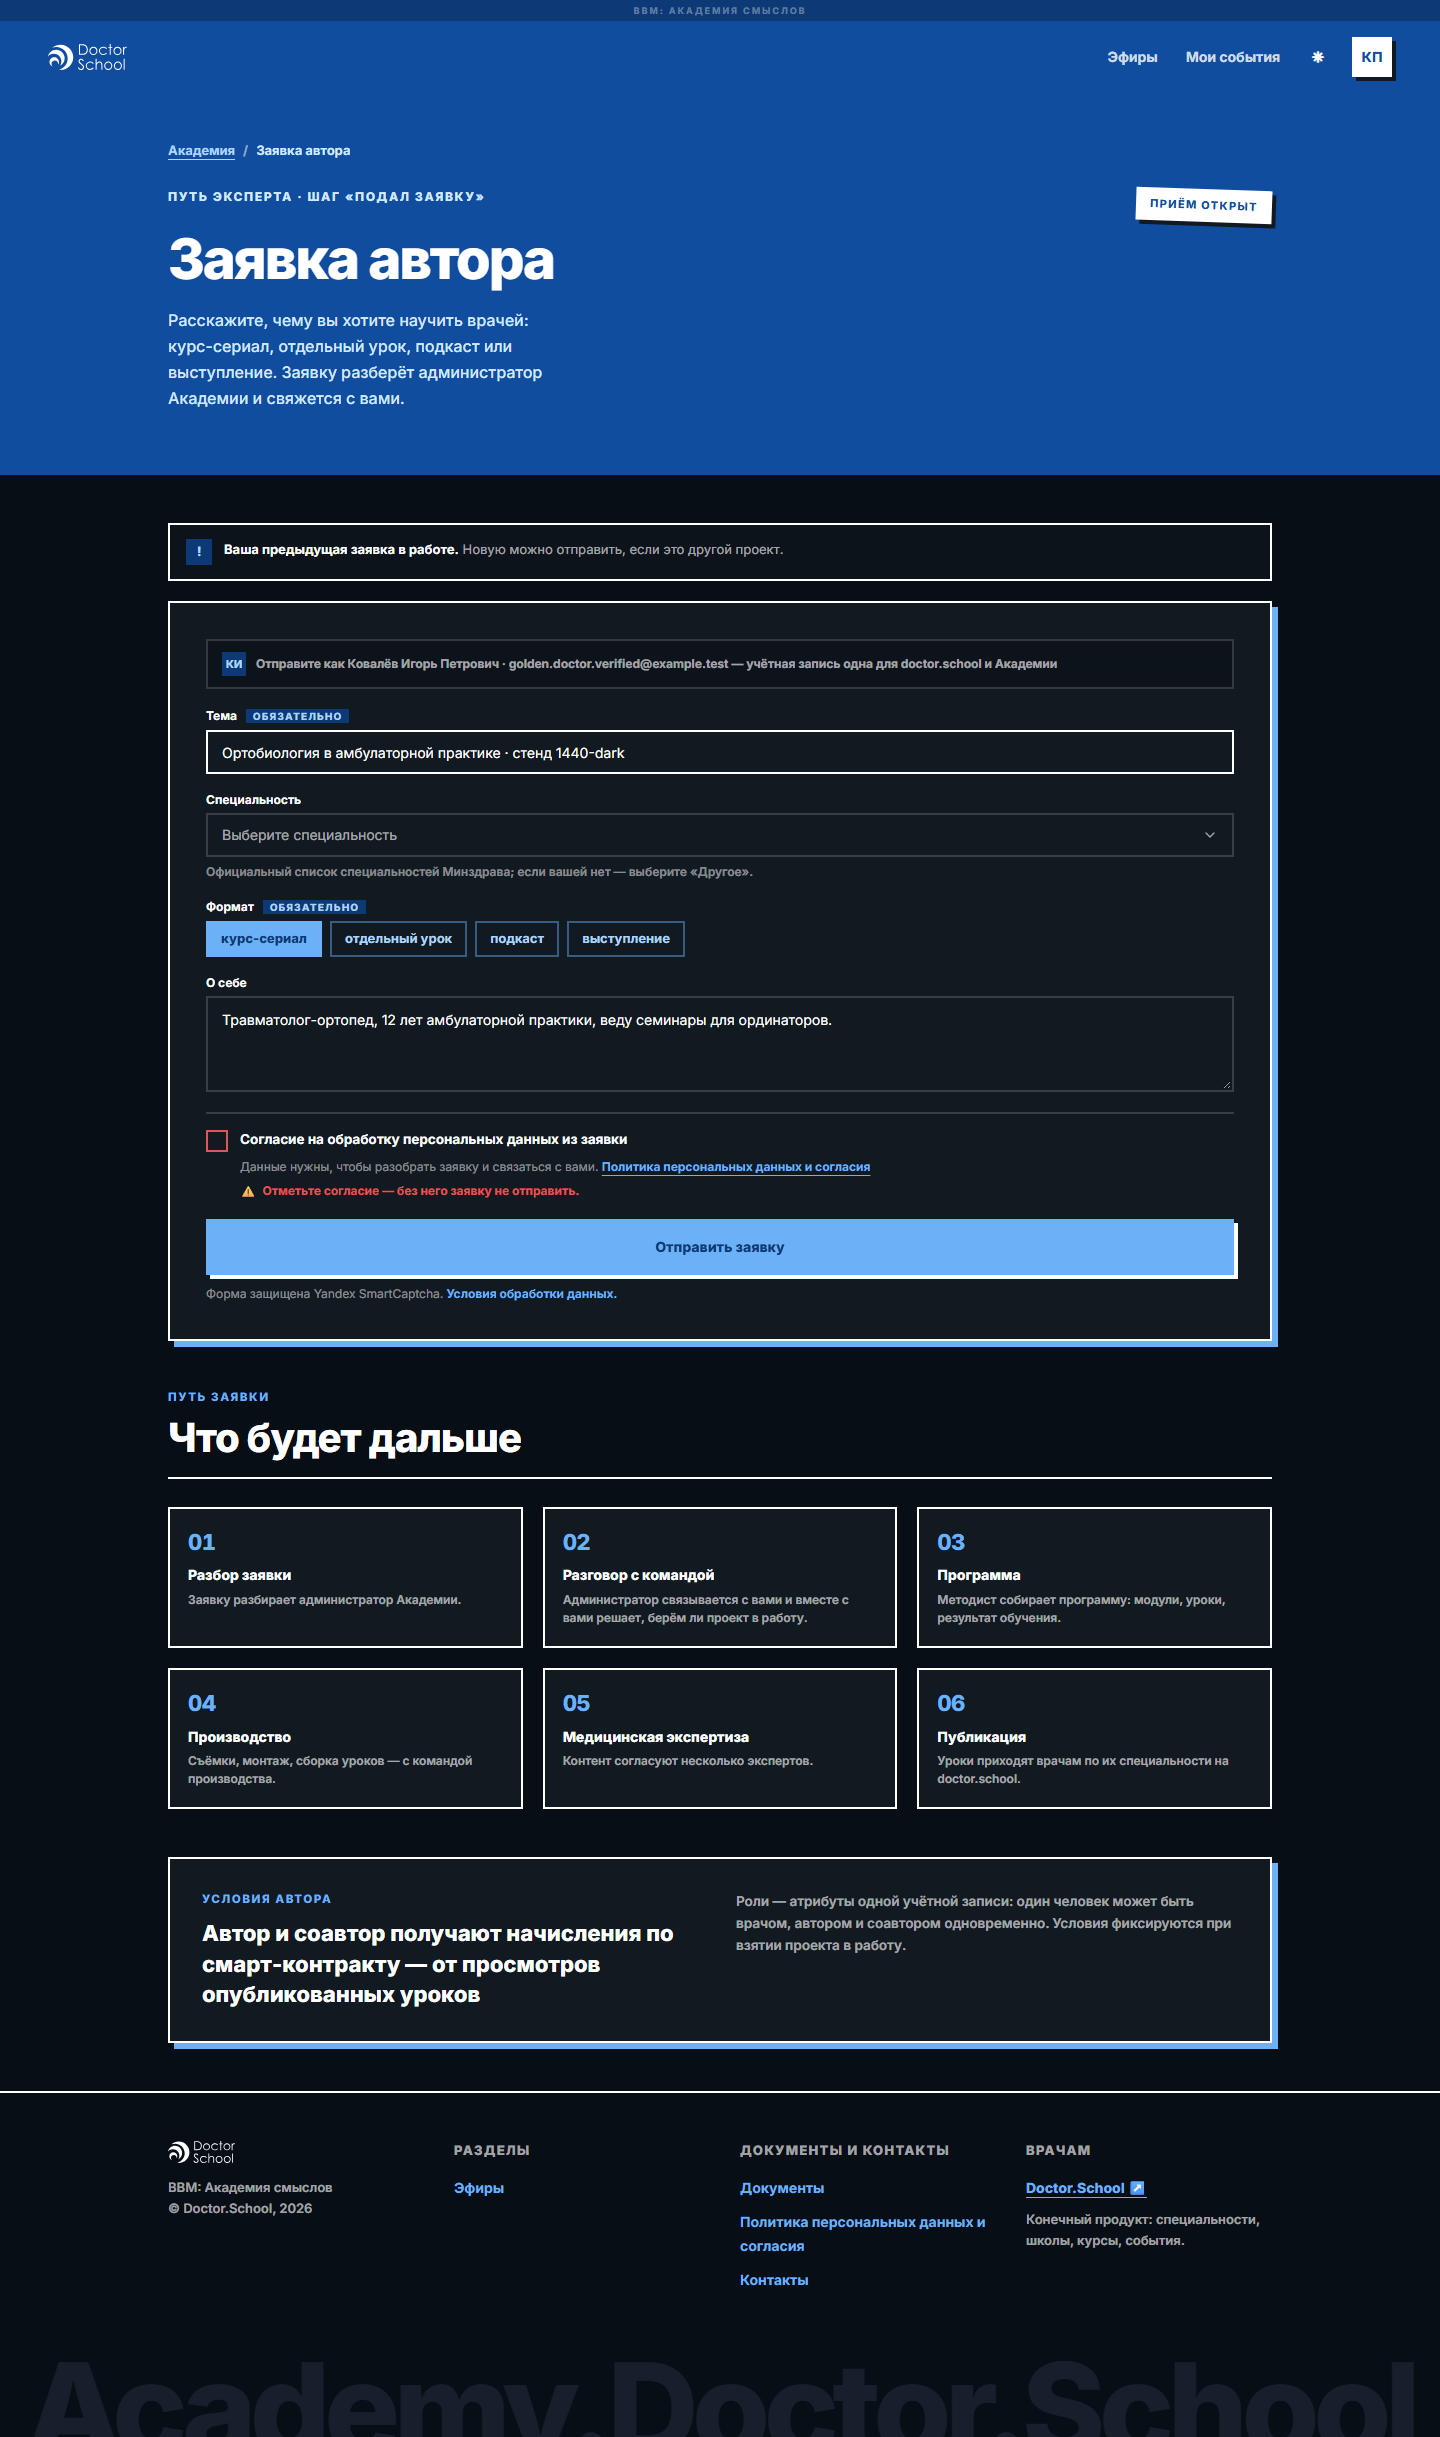 ВВМ: АКАДЕМИЯ СМЫСЛОВ
Doctor
School
Эфиры
Мои события
КП
Академия / Заявка автора
ПУТЬ ЭКСПЕРТА · ШАГ «ПОДАЛ ЗАЯВКУ»
ПРИЁМ ОТКРЫТ
Заявка автора
Расскажите, чему вы хотите научить врачей:
курс-сериал, отдельный урок, подкаст или
выступление. Заявку разберёт администратор
Академии и свяжется с вами.
! Ваша предыдущая заявка в работе. Новую можно отправить, если это другой проект.
КИ Отправите как Ковалёв Игорь Петрович · golden.doctor.verified@example.test — учётная запись одна для doctor.school и Академии
Тема ОБЯЗАТЕЛЬНО
Ортобиология в амбулаторной практике · стенд 1440-dark
Специальность
Выберите специальность
Официальный список специальностей Минздрава; если вашей нет — выберите «Другое».
Формат ОБЯЗАТЕЛЬНО
курс-сериал
отдельный урок
подкаст
выступление
О себе
Травматолог-ортопед, 12 лет амбулаторной практики, веду семинары для ординаторов.
Согласие на обработку персональных данных из заявки
Данные нужны, чтобы разобрать заявку и связаться с вами. Политика персональных данных и согласия
Отметьте согласие — без него заявку не отправить.
Отправить заявку
Форма защищена Yandex SmartCaptcha. Условия обработки данных.
ПУТЬ ЗАЯВКИ
Что будет дальше
01
Разбор заявки
Заявку разбирает администратор Академии.
02
Разговор с командой
Администратор связывается с вами и вместе с
вами решает, берём ли проект в работу.
03
Программа
Методист собирает программу: модули, уроки,
результат обучения.
04
Производство
Съёмки, монтаж, сборка уроков — с командой
производства.
05
Медицинская экспертиза
Контент согласуют несколько экспертов.
06
Публикация
Уроки приходят врачам по их специальности на
doctor.school.
УСЛОВИЯ АВТОРА
Автор и соавтор получают начисления по
смарт-контракту — от просмотров
опубликованных уроков
Роли — атрибуты одной учётной записи: один человек может быть
врачом, автором и соавтором одновременно. Условия фиксируются при
взятии проекта в работу.
Doctor
School
ВВМ: Академия смыслов
© Doctor.School, 2026
РАЗДЕЛЫ
Эфиры
ДОКУМЕНТЫ И КОНТАКТЫ
Документы
Политика персональных данных и
согласия
Контакты
ВРАЧАМ
Doctor.School
Конечный продукт: специальности,
школы, курсы, события.
Academy.Doctor.School